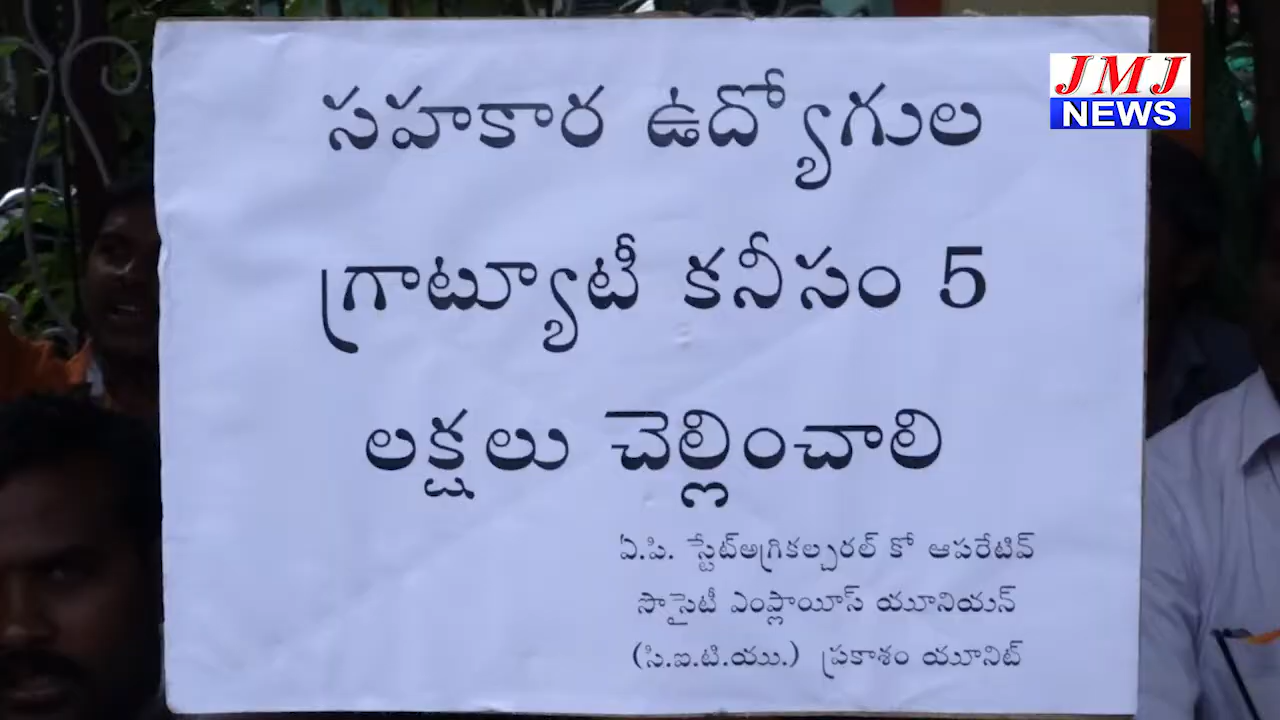 JMJ
NEWS
సహకార ఉద్యోగుల
గ్రాట్యూటీ కనీసం 5
లక్షలు చెల్లించాలి
ఏ.పి. స్టేట్అగ్రికల్చరల్ కో ఆపరేటివ్
సొసైటీ ఎంప్లాయీస్ యూనియన్
(సి.ఐ.టి.యు.) ప్రకాశం యూనిట్